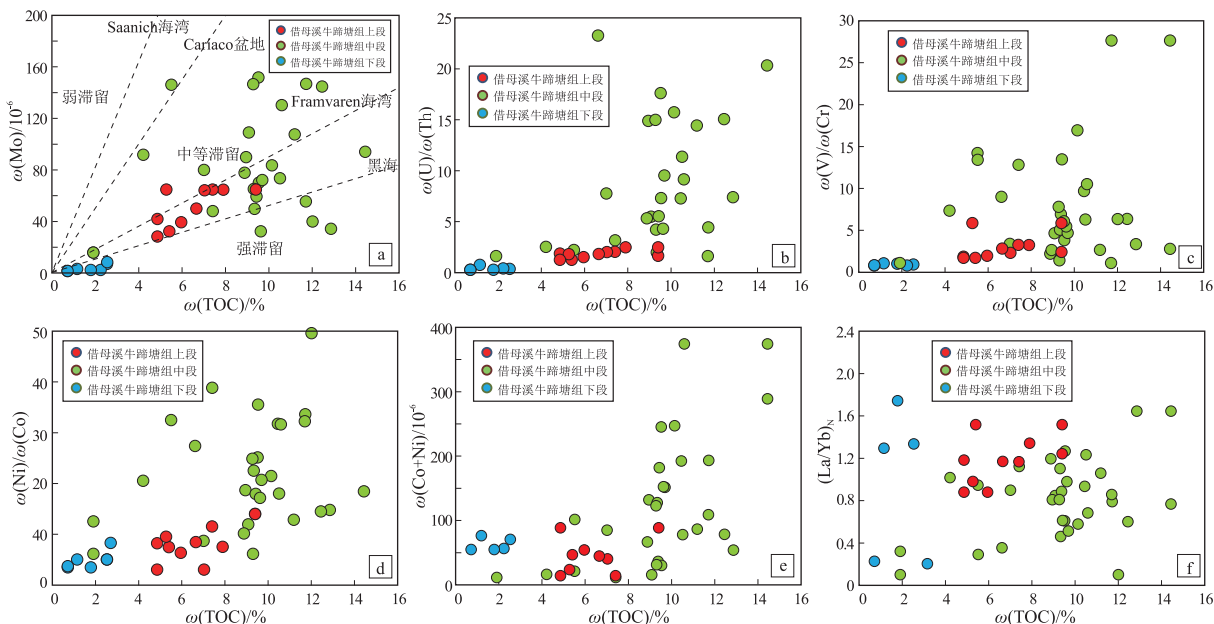 200
160
120
80
40
0
ω(Mo)/10⁻⁶
Saanich海湾
Cariaco盆地
借母溪牛蹄塘组上段
借母溪牛蹄塘组中段
借母溪牛蹄塘组下段
弱滞留
Framvaren海湾
中等滞留
黑海
强滞留
a
0 2 4 6 8 10 12 14 16
ω(TOC)/%
25
20
15
10
5
0
ω(U)/ω(Th)
借母溪牛蹄塘组上段
借母溪牛蹄塘组中段
借母溪牛蹄塘组下段
b
0 2 4 6 8 10 12 14 16
ω(TOC)/%
30
20
10
0
ω(V)/ω(Cr)
借母溪牛蹄塘组上段
借母溪牛蹄塘组中段
借母溪牛蹄塘组下段
c
0 2 4 6 8 10 12 14 16
ω(TOC)/%
50
40
30
20
10
0
ω(Ni)/ω(Co)
借母溪牛蹄塘组上段
借母溪牛蹄塘组中段
借母溪牛蹄塘组下段
d
0 2 4 6 8 10 12 14 16
ω(TOC)/%
400
300
200
100
0
ω(Co+Ni)/10⁻⁶
借母溪牛蹄塘组上段
借母溪牛蹄塘组中段
借母溪牛蹄塘组下段
e
0 2 4 6 8 10 12 14 16
ω(TOC)/%
2.4
2.0
1.6
1.2
0.8
0.4
0
(La/Yb)N
借母溪牛蹄塘组上段
借母溪牛蹄塘组中段
借母溪牛蹄塘组下段
f
0 2 4 6 8 10 12 14 16
ω(TOC)/%